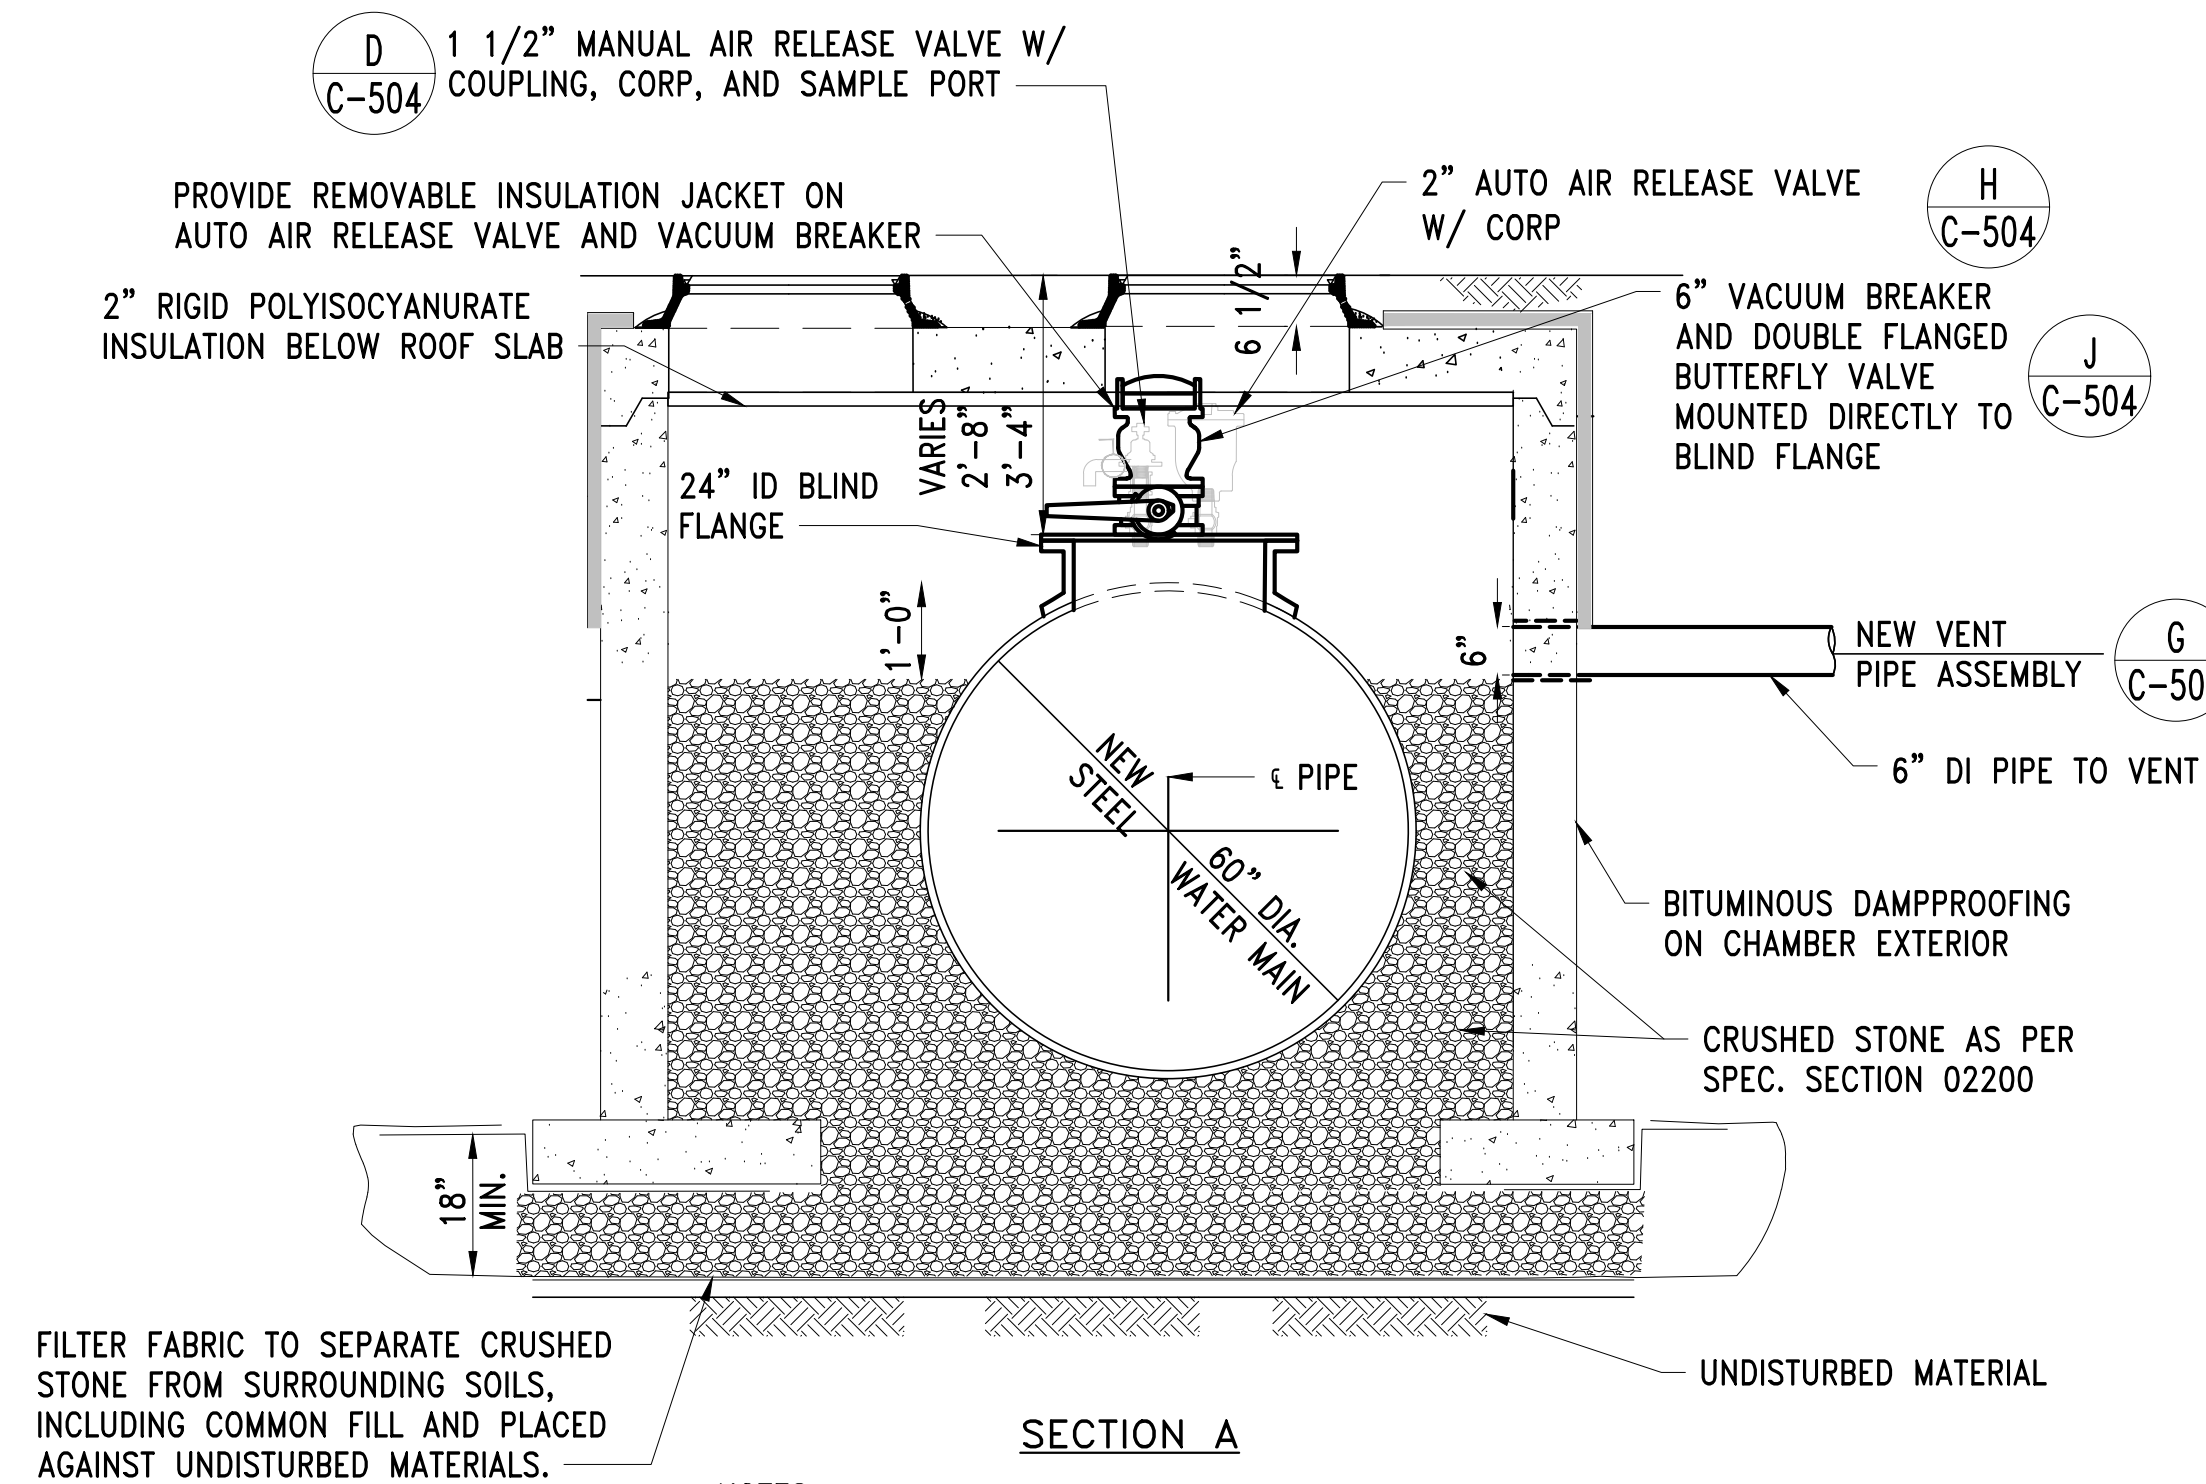 D
C-504
1 1/2" MANUAL AIR RELEASE VALVE W/
COUPLING, CORP, AND SAMPLE PORT
PROVIDE REMOVABLE INSULATION JACKET ON
AUTO AIR RELEASE VALVE AND VACUUM BREAKER
2" AUTO AIR RELEASE VALVE
W/ CORP
H
C-504
2" RIGID POLYISOCYANURATE
INSULATION BELOW ROOF SLAB
6 1/2"
6" VACUUM BREAKER
AND DOUBLE FLANGED
BUTTERFLY VALVE
MOUNTED DIRECTLY TO
BLIND FLANGE
J
C-504
VARIES
2'-8"
3'-4"
24" ID BLIND
FLANGE
1'-0"
6"
NEW VENT
PIPE ASSEMBLY
G
C-50
6" DI PIPE TO VENT
NEW
STEEL
℄ PIPE
60" DIA.
WATER MAIN
BITUMINOUS DAMPPROOFING
ON CHAMBER EXTERIOR
CRUSHED STONE AS PER
SPEC. SECTION 02200
18"
MIN.
FILTER FABRIC TO SEPARATE CRUSHED
STONE FROM SURROUNDING SOILS,
INCLUDING COMMON FILL AND PLACED
AGAINST UNDISTURBED MATERIALS.
UNDISTURBED MATERIAL
SECTION A